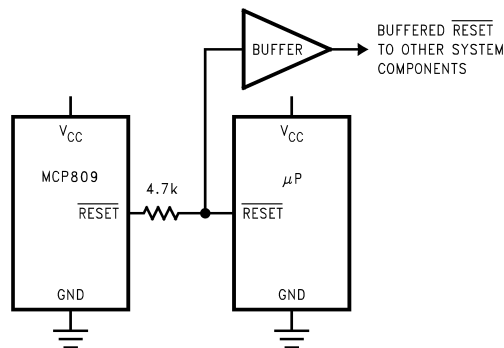 BUFFERED RESET
TO OTHER SYSTEM
COMPONENTS
BUFFER
VCC
MCP809
RESET
GND
4.7k
VCC
μP
RESET
GND